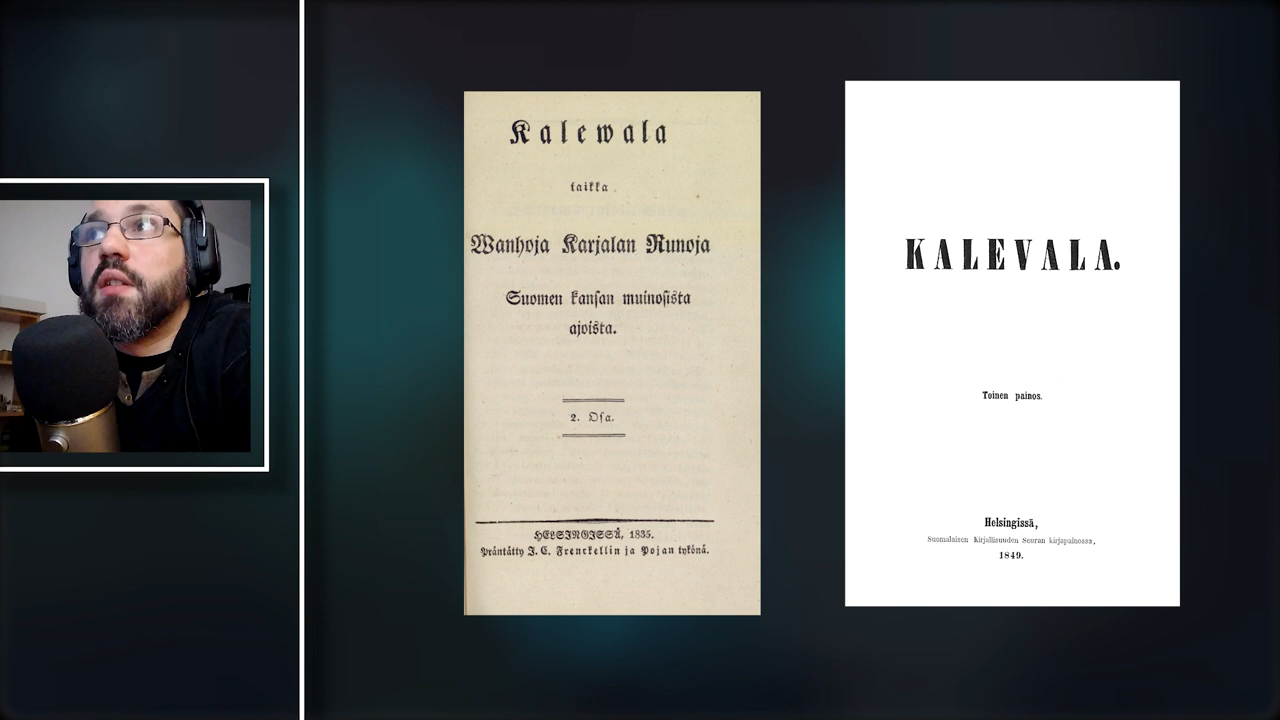 Kalewala
taikka
Wanhoja Karjalan Runoja
Suomen kansan muinosista
ajoista.
2. Osa.
HELSINGISSÄ, 1835.
Präntätty J. C. Frenckellin ja Pojan tykönä.
KALEVALA.
Toinen painos.
Helsingissä,
Suomalaisen Kirjallisuuden Seuran kirjapainossa,
1849.